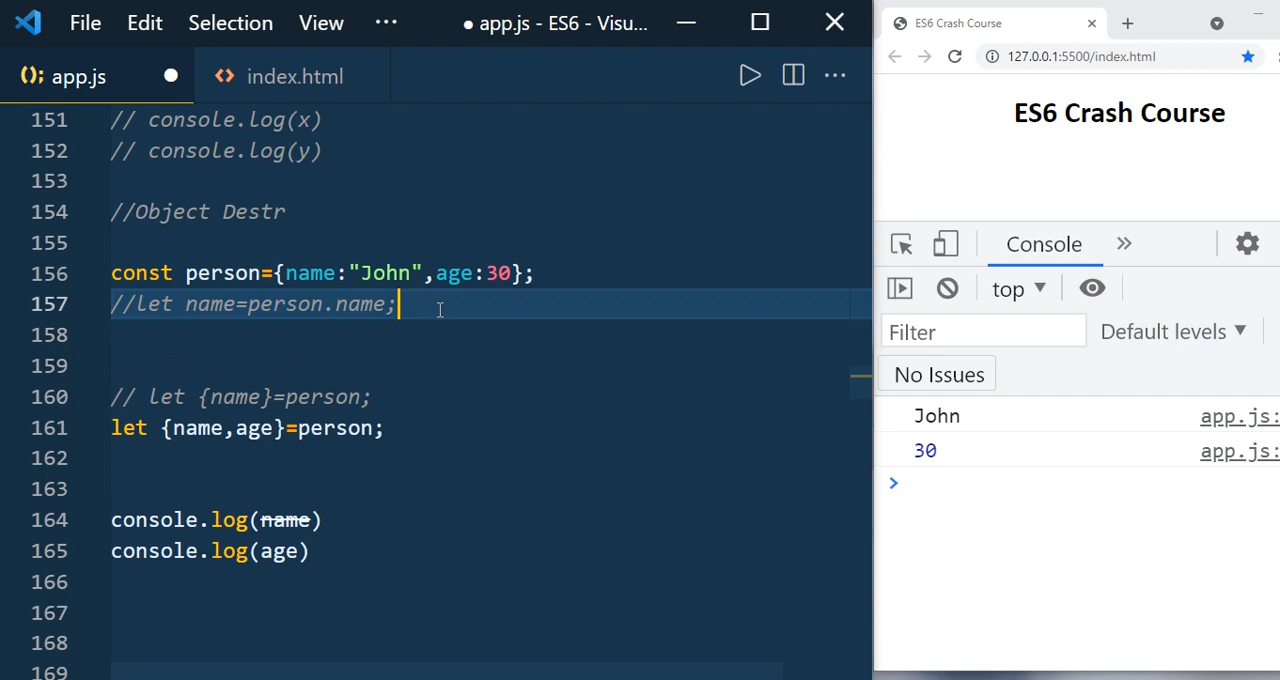 File Edit Selection View ··· ● app.js - ES6 - Visu...
(); app.js ● <> index.html
151 // console.log(x)
152 // console.log(y)
153
154 //Object Destr
155
156 const person={name:"John",age:30};
157 //let name=person.name;
158
159
160 // let {name}=person;
161 let {name,age}=person;
162
163
164 console.log(name)
165 console.log(age)
166
167
168
169
ES6 Crash Course
127.0.0.1:5500/index.html
ES6 Crash Course
Console »
top
Filter Default levels
No Issues
John app.js:
30 app.js: